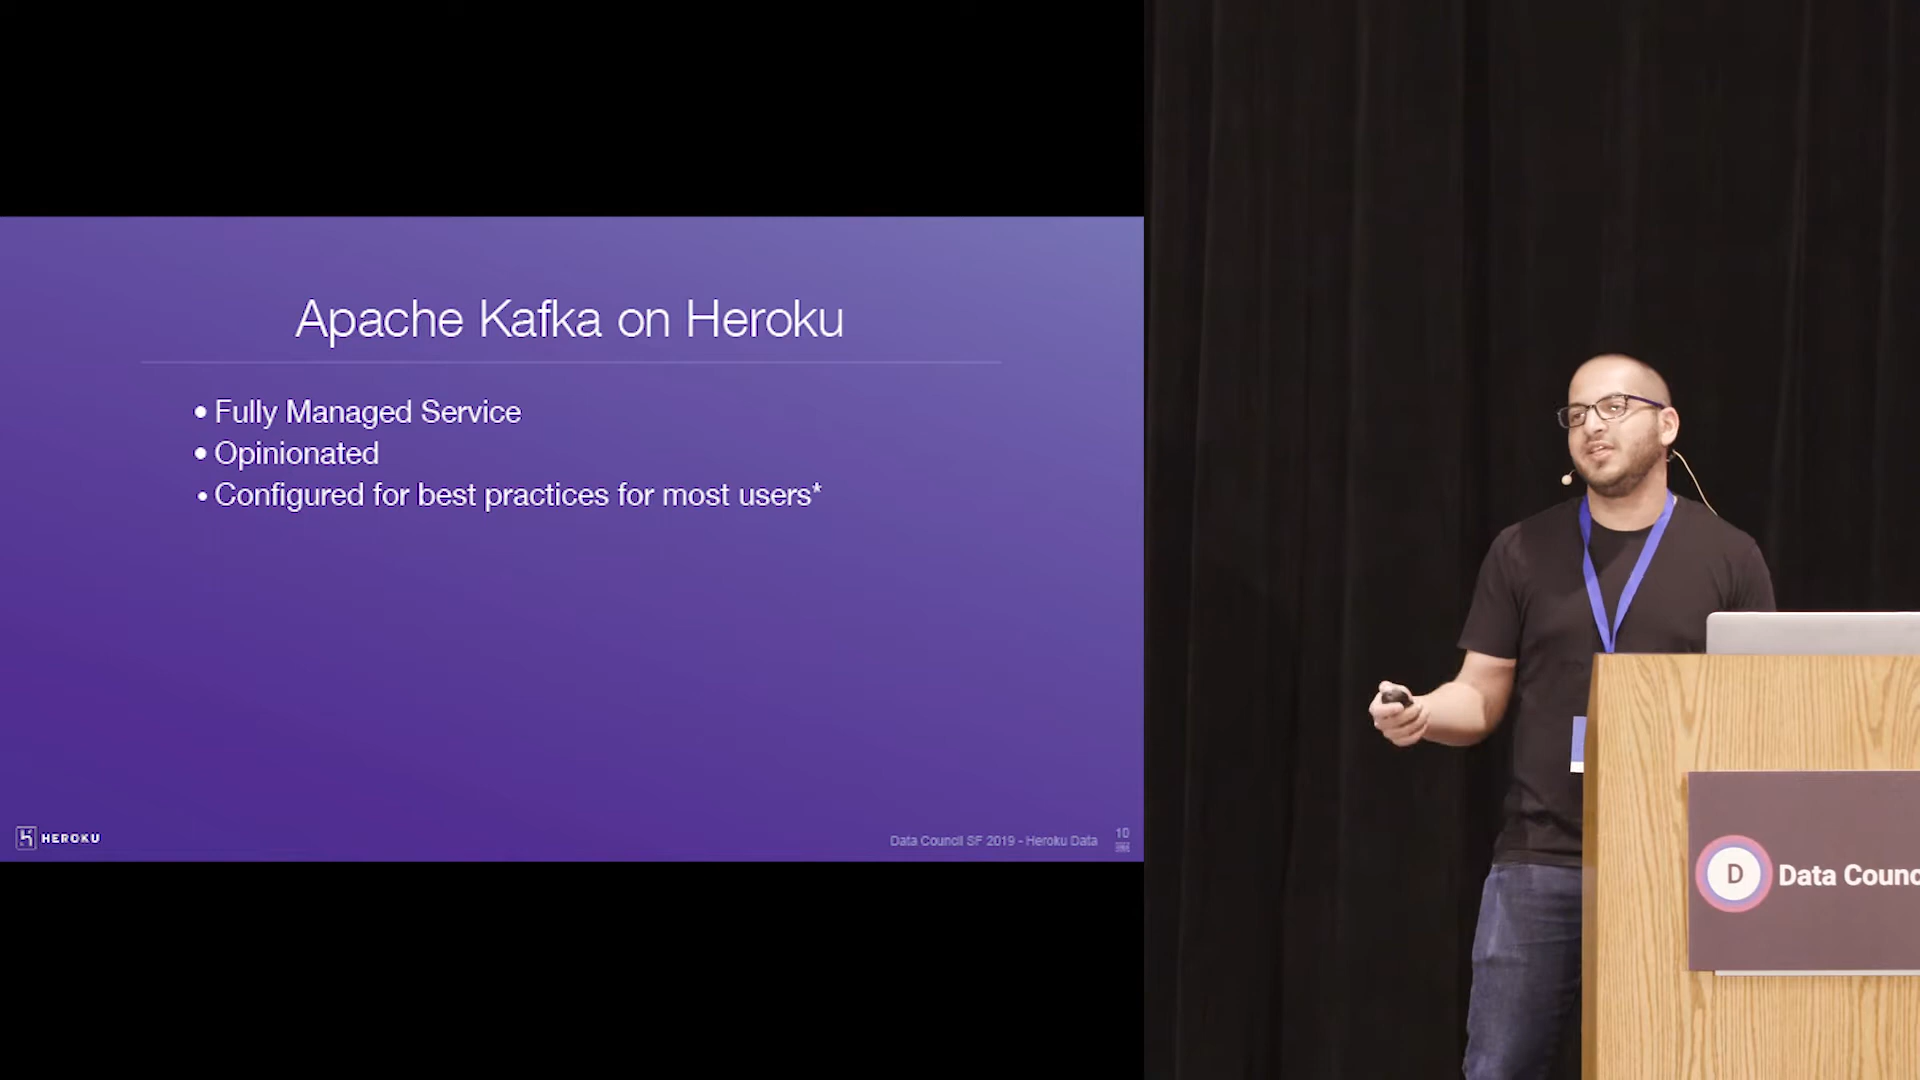 Apache Kafka on Heroku
• Fully Managed Service
• Opinionated
• Configured for best practices for most users*
HEROKU
Data Council SF 2019 - Heroku Data
10
D
Data Counc